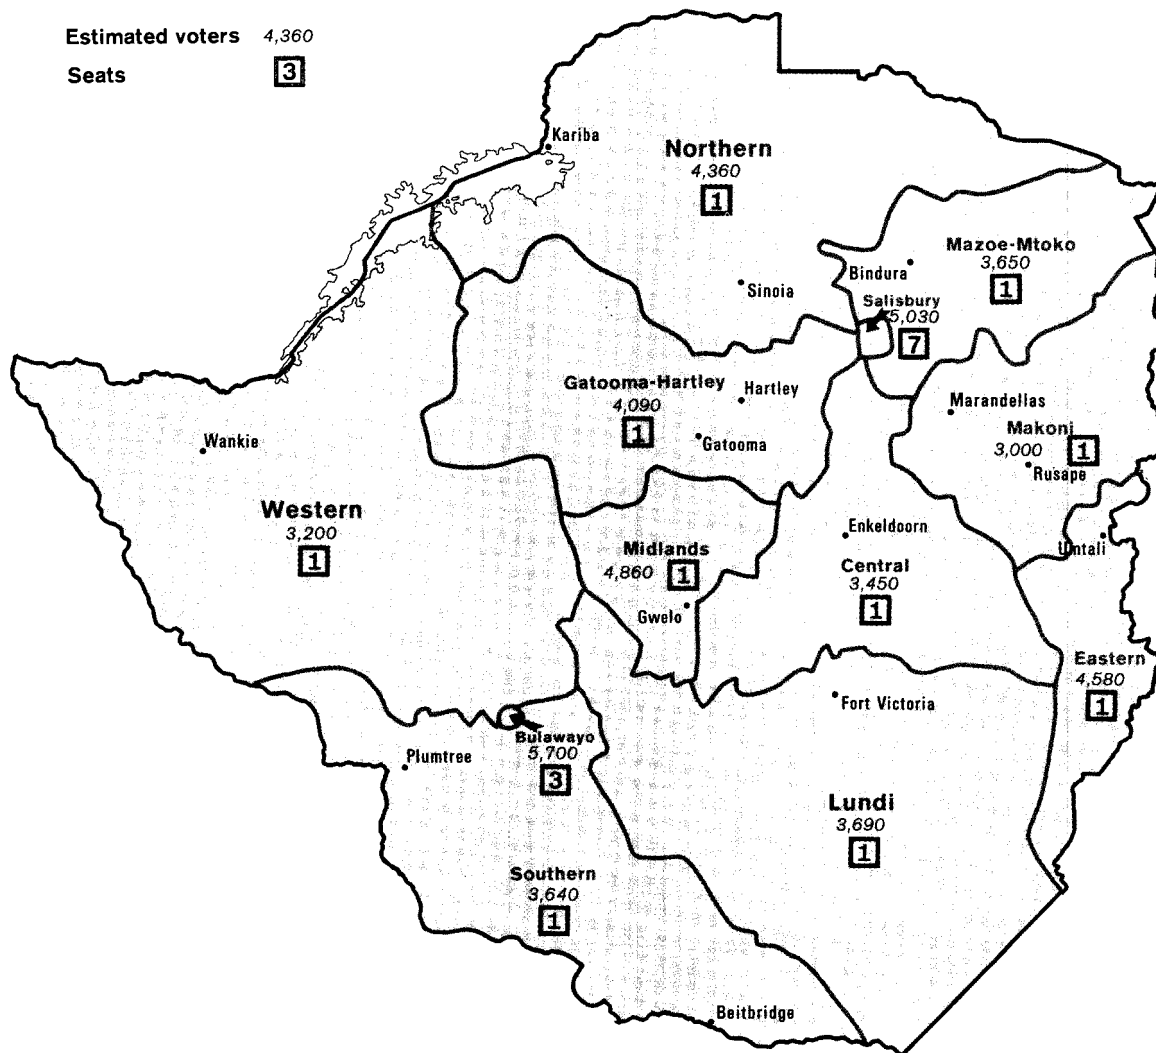 Estimated voters 4,360
Seats 3
Kariba
Northern
4,360
1
Mazoe-Mtoko
3,650
1
Bindura
Sinoia
Salisbury
5,030
7
Gatooma-Hartley
4,090
1
Hartley
Gatooma
Marandellas
Makoni
3,000 1
Rusape
Wankie
Western
3,200
1
Enkeldoorn
Umtali
Midlands
4,860 1
Gwelo
Central
3,450
1
Eastern
4,580
1
Fort Victoria
Bulawayo
5,700
3
Plumtree
Lundi
3,690
1
Southern
3,640
1
Beitbridge